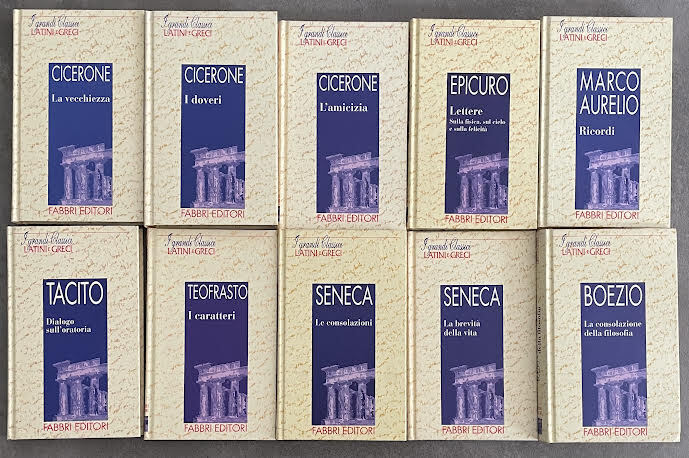 I grandi Classici
LATINI e GRECI
CICERONE
La vecchiezza
FABBRI EDITORI
I grandi Classici
LATINI e GRECI
CICERONE
I doveri
FABBRI EDITORI
I grandi Classici
LATINI e GRECI
CICERONE
L'amicizia
FABBRI EDITORI
I grandi Classici
LATINI e GRECI
EPICURO
Lettere
Sulla fisica, sul cielo
e sulla felicità
FABBRI EDITORI
I grandi Classici
LATINI e GRECI
MARCO
AURELIO
Ricordi
FABBRI EDITORI
I grandi Classici
LATINI e GRECI
TACITO
Dialogo
sull'oratoria
FABBRI EDITORI
I grandi Classici
LATINI e GRECI
TEOFRASTO
I caratteri
FABBRI EDITORI
I grandi Classici
LATINI e GRECI
SENECA
Le consolazioni
FABBRI EDITORI
I grandi Classici
LATINI e GRECI
SENECA
La brevità
della vita
FABBRI EDITORI
della filosofia
I grandi Classici
LATINI e GRECI
BOEZIO
La consolazione
della filosofia
FABBRI EDITORI